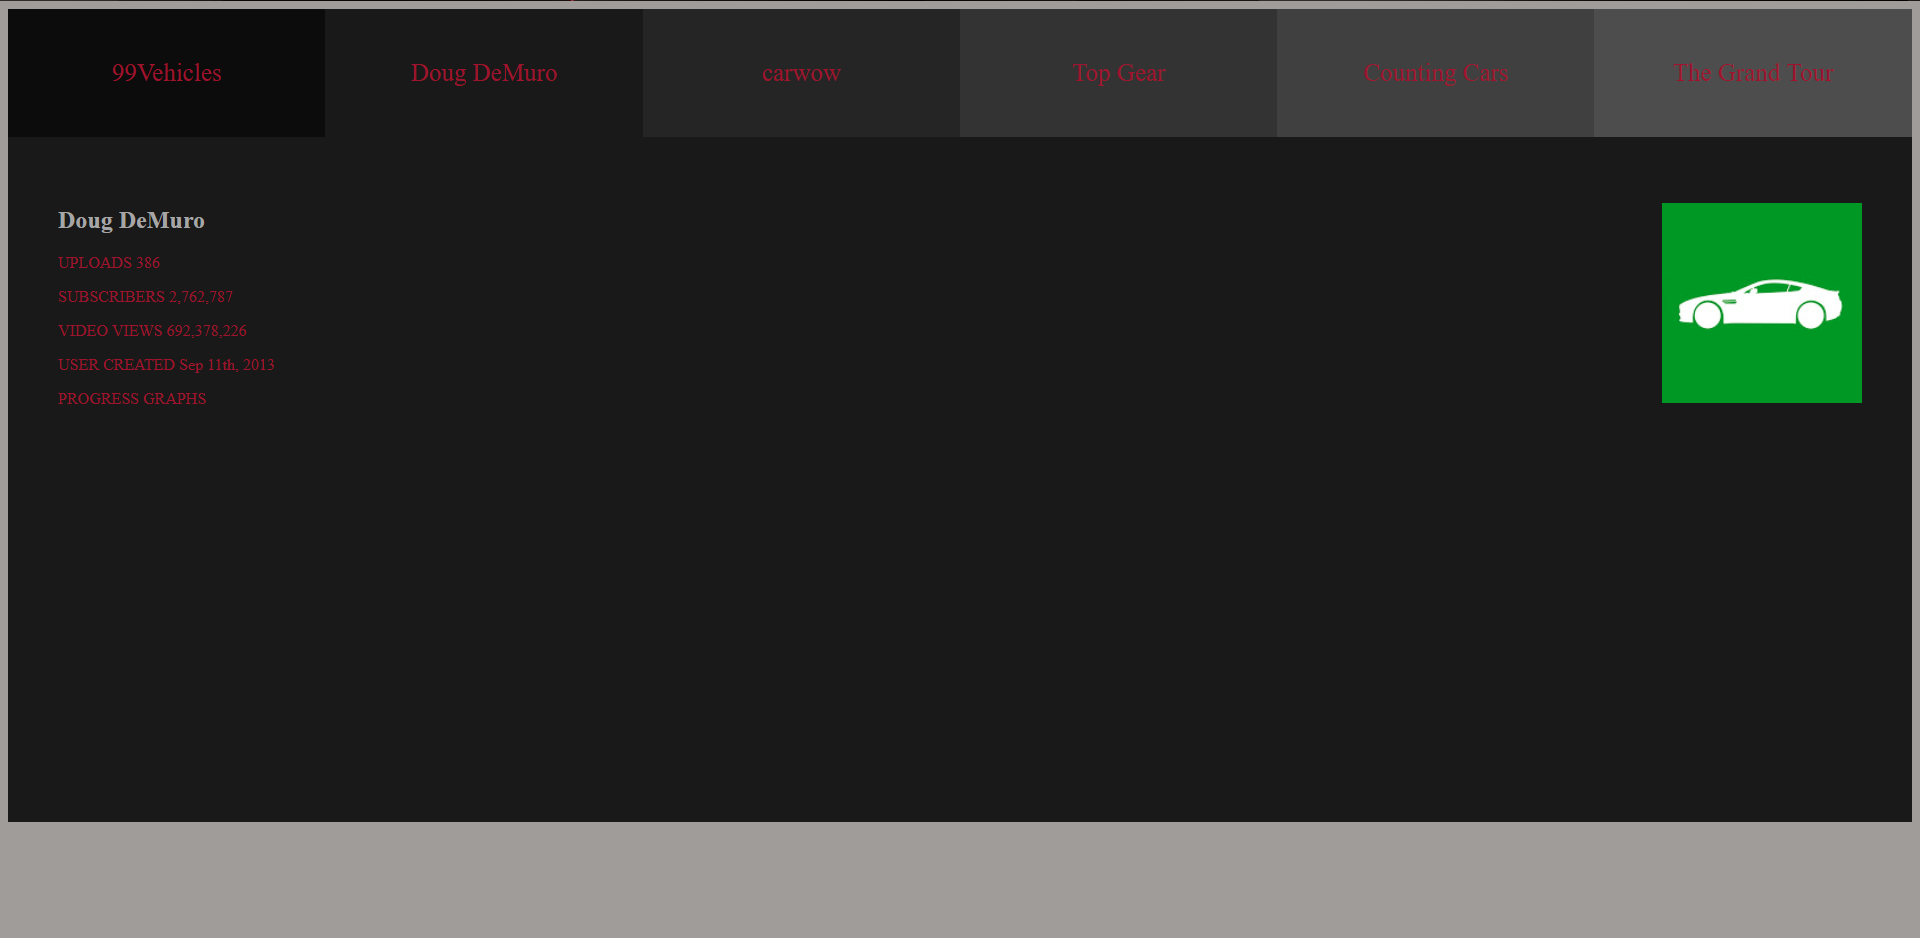 99Vehicles Doug DeMuro carwow Top Gear Counting Cars The Grand Tour
Doug DeMuro
UPLOADS 386
SUBSCRIBERS 2,762,787
VIDEO VIEWS 692,378,226
USER CREATED Sep 11th, 2013
PROGRESS GRAPHS